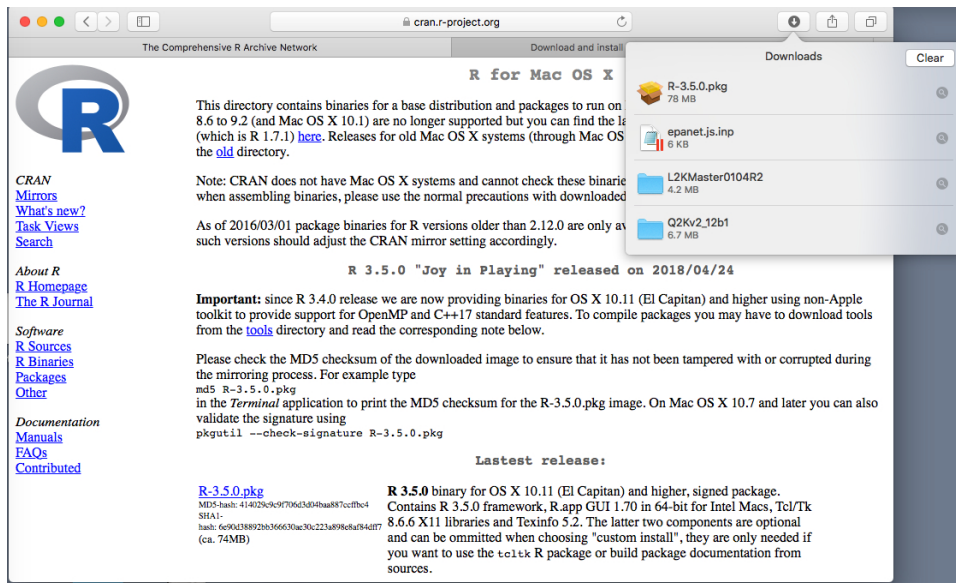 cran.r-project.org
The Comprehensive R Archive Network
Download and install
Downloads
Clear
R-3.5.0.pkg
78 MB
epanet.js.inp
6 KB
L2KMaster0104R2
4.2 MB
Q2Kv2_12b1
6.7 MB
R
CRAN
Mirrors
What's new?
Task Views
Search
About R
R Homepage
The R Journal
Software
R Sources
R Binaries
Packages
Other
Documentation
Manuals
FAQs
Contributed
R for Mac OS X
This directory contains binaries for a base distribution and packages to run on
8.6 to 9.2 (and Mac OS X 10.1) are no longer supported but you can find the la
(which is R 1.7.1) here. Releases for old Mac OS X systems (through Mac OS
the old directory.
Note: CRAN does not have Mac OS X systems and cannot check these binarie
when assembling binaries, please use the normal precautions with downloaded
As of 2016/03/01 package binaries for R versions older than 2.12.0 are only av
such versions should adjust the CRAN mirror setting accordingly.
R 3.5.0 "Joy in Playing" released on 2018/04/24
Important: since R 3.4.0 release we are now providing binaries for OS X 10.11 (El Capitan) and higher using non-Apple
toolkit to provide support for OpenMP and C++17 standard features. To compile packages you may have to download tools
from the tools directory and read the corresponding note below.
Please check the MD5 checksum of the downloaded image to ensure that it has not been tampered with or corrupted during
the mirroring process. For example type
md5 R-3.5.0.pkg
in the Terminal application to print the MD5 checksum for the R-3.5.0.pkg image. On Mac OS X 10.7 and later you can also
validate the signature using
pkgutil --check-signature R-3.5.0.pkg
Lastest release:
R-3.5.0.pkg
MD5-hash: 414029c9c9f706d3d04baa887ccffbc4
SHA1-
hash: 6e90d38892bb366630ae30c223a898e8af84dff7
(ca. 74MB)
R 3.5.0 binary for OS X 10.11 (El Capitan) and higher, signed package.
Contains R 3.5.0 framework, R.app GUI 1.70 in 64-bit for Intel Macs, Tcl/Tk
8.6.6 X11 libraries and Texinfo 5.2. The latter two components are optional
and can be ommitted when choosing "custom install", they are only needed if
you want to use the tcltk R package or build package documentation from
sources.